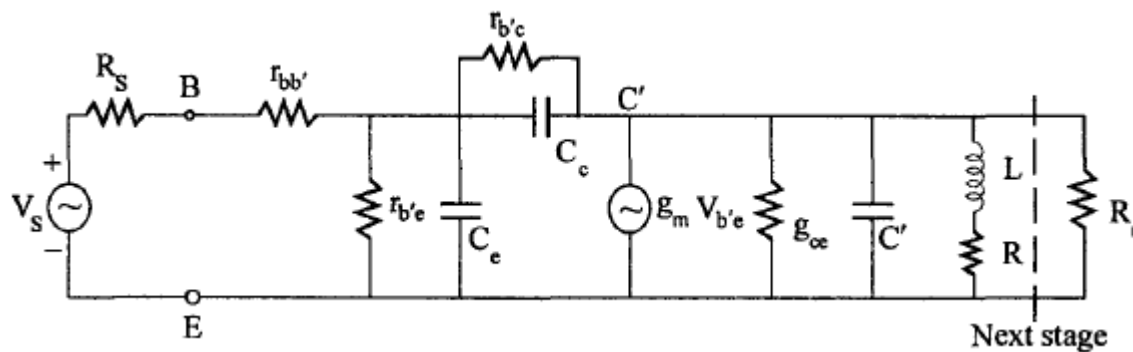 r_b'c
R_S
B
r_bb'
C'
C_c
+
V_S
−
r_b'e
C_e
g_m
V_b'e
g_ce
C'
L
R
E
Next stage